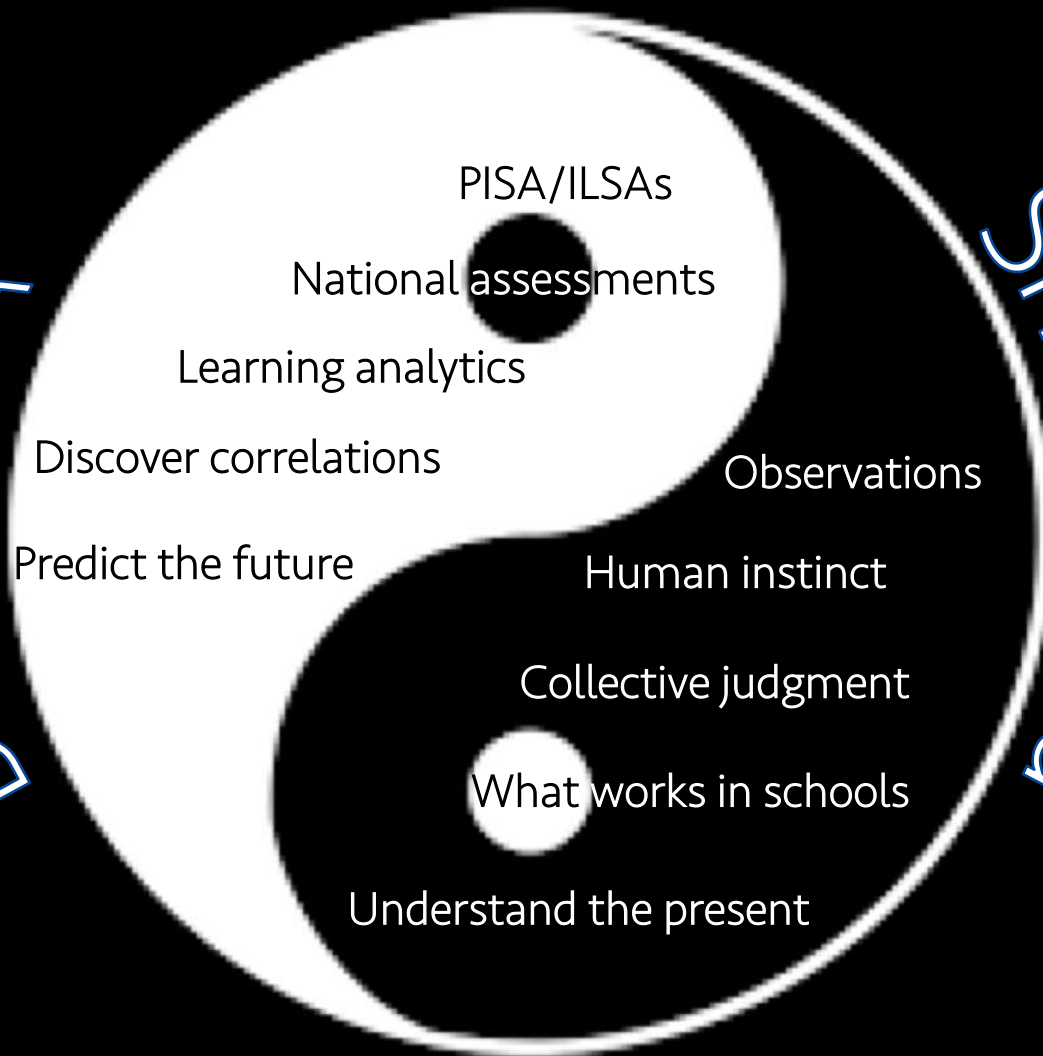 PISA/ILSAs
National assessments
Learning analytics
Discover correlations
Predict the future
Observations
Human instinct
Collective judgment
What works in schools
Understand the present